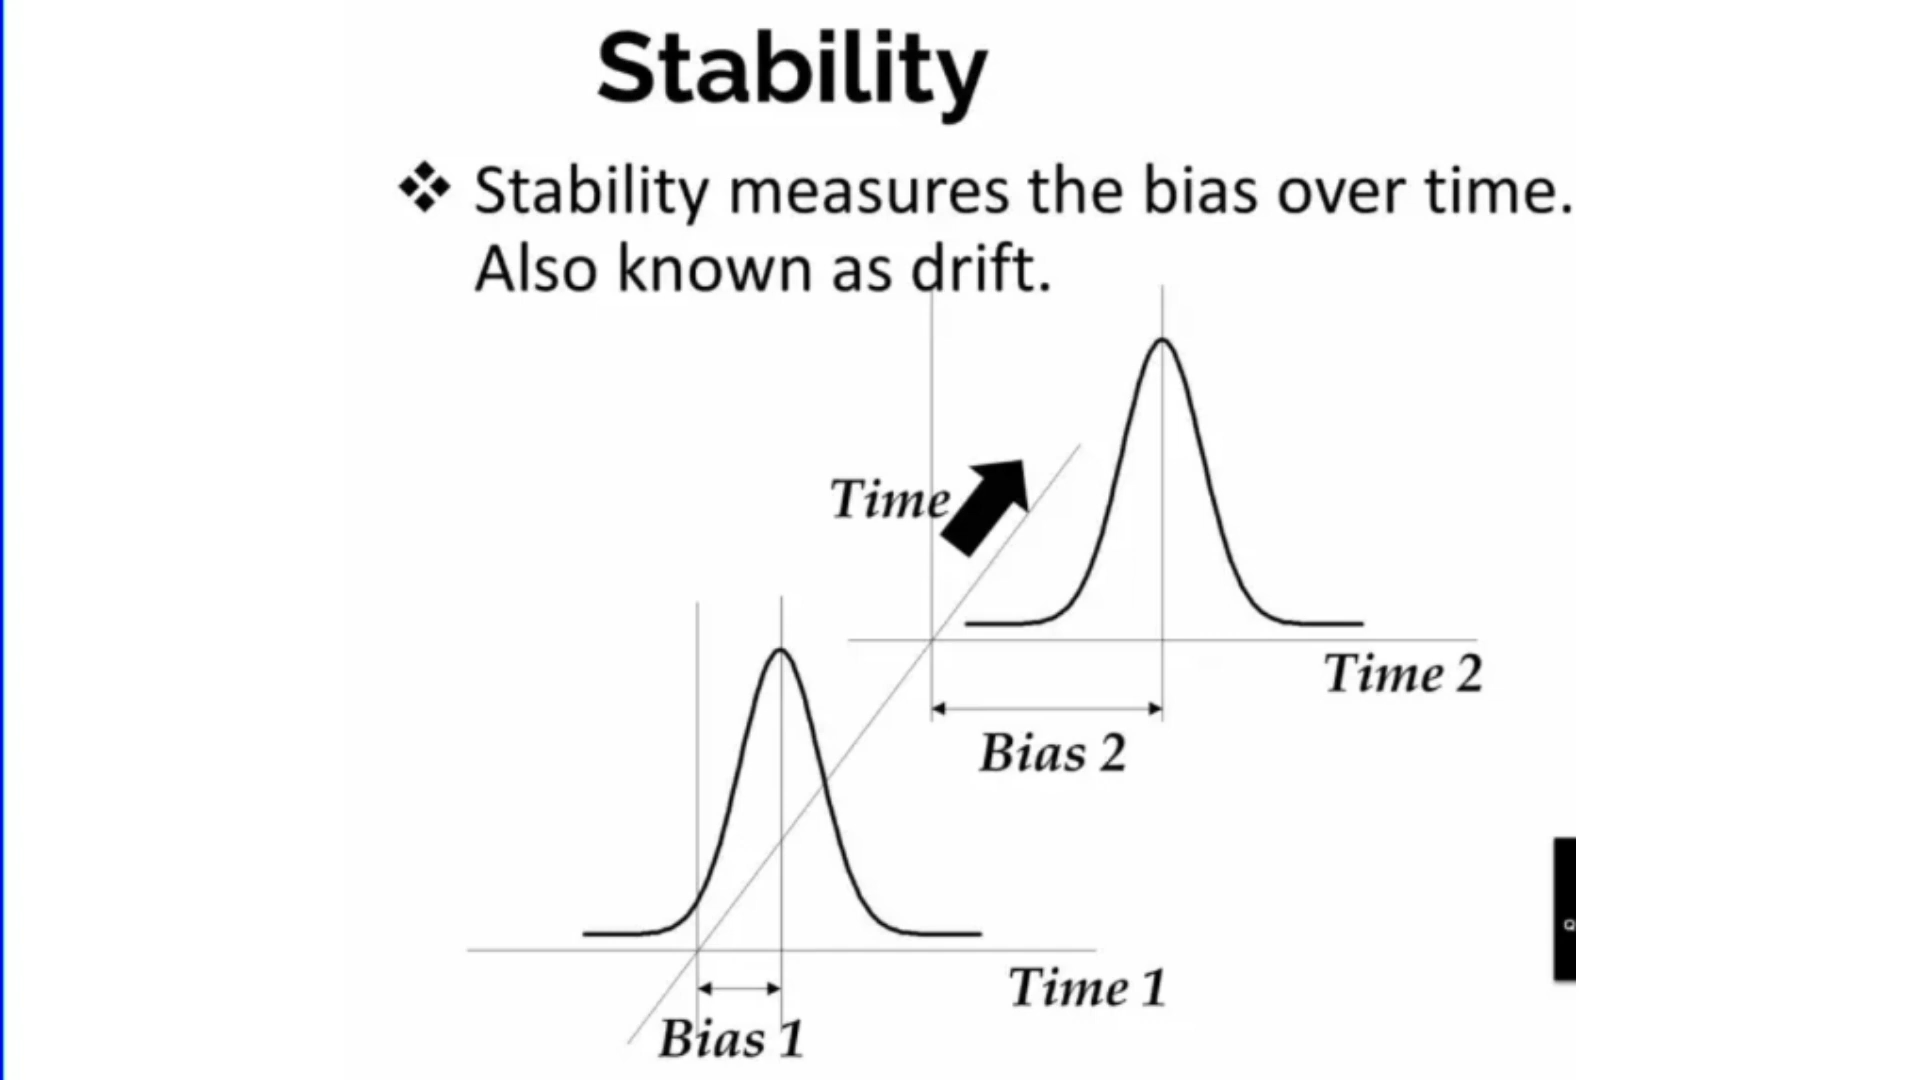 Stability
❖ Stability measures the bias over time.
Also known as drift.
Time
Time 2
Bias 2
Time 1
Bias 1